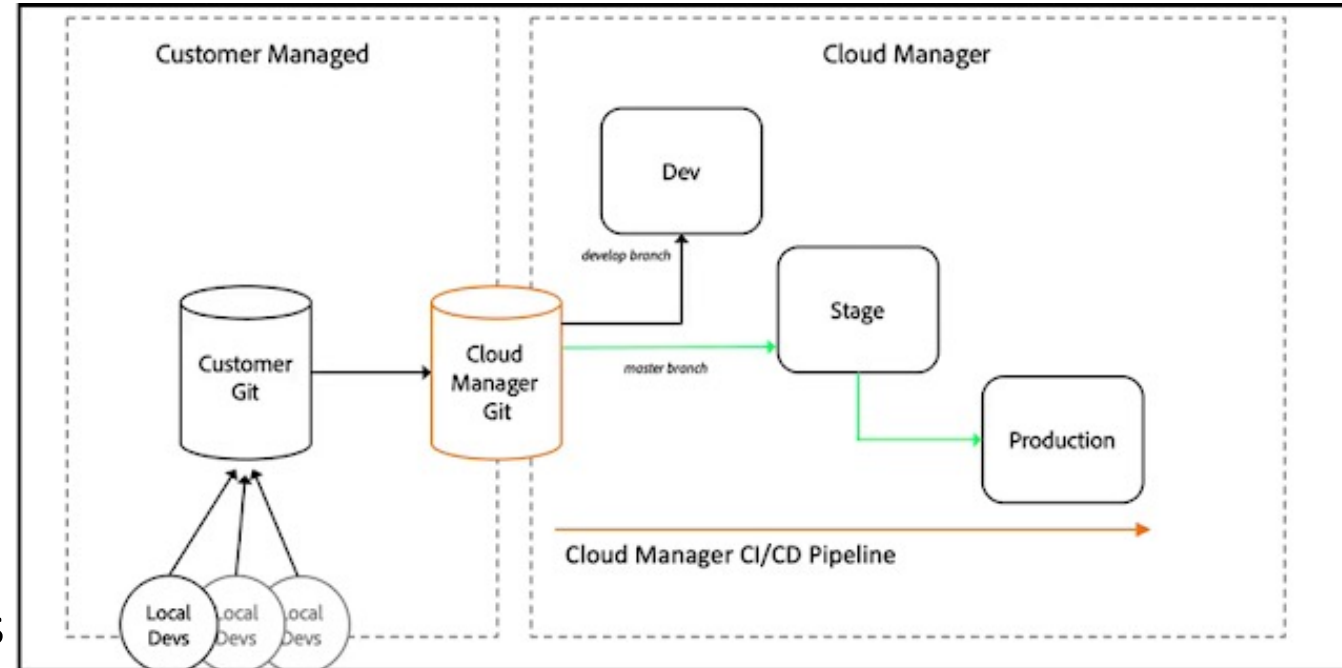 Customer Managed
Cloud Manager
Dev
develop branch
Stage
Customer
Git
Cloud
Manager
Git
master branch
Production
Cloud Manager CI/CD Pipeline
Local
Devs
Local
Devs
Local
Devs